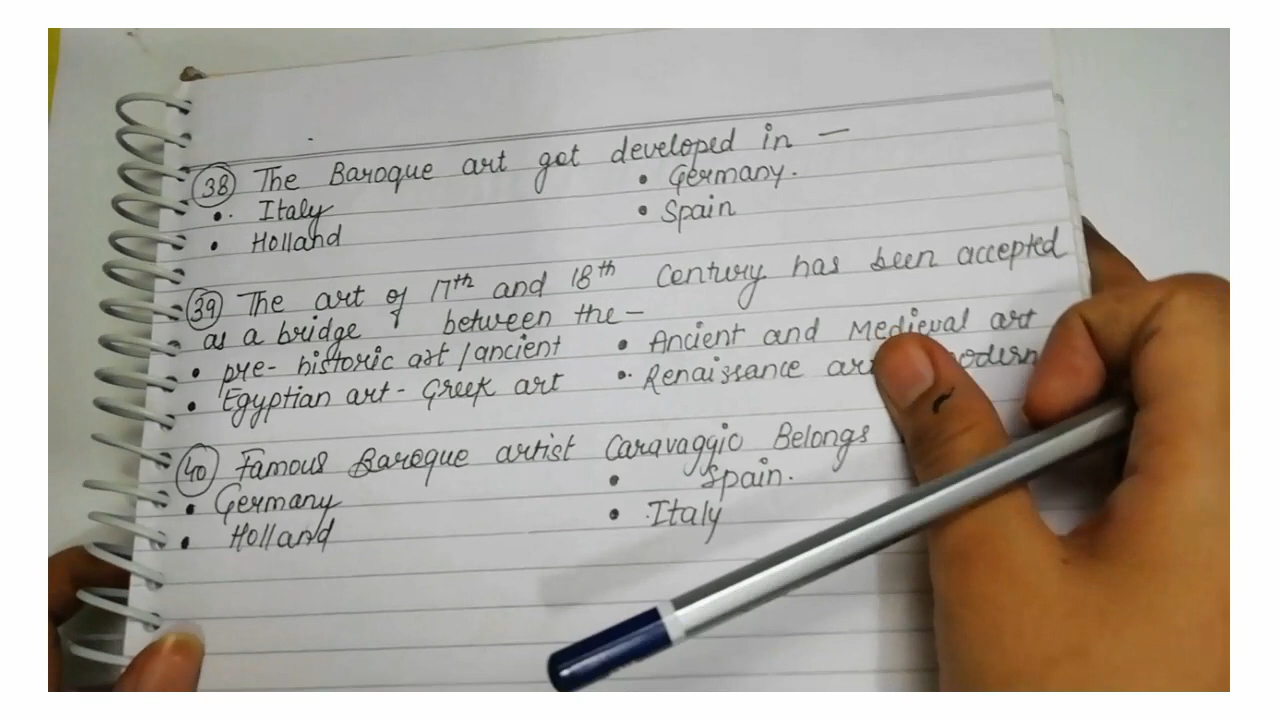 38 The Baroque art got developed in —
• Italy • Germany.
• Holland • Spain
39 The art of 17th and 18th Century has been accepted
as a bridge between the —
• pre-historic art / ancient • Ancient and Medieval art
• Egyptian art - Greek art • Renaissance
40 Famous Baroque artist Caravaggio Belongs
• Germany • Spain.
• Holland • Italy